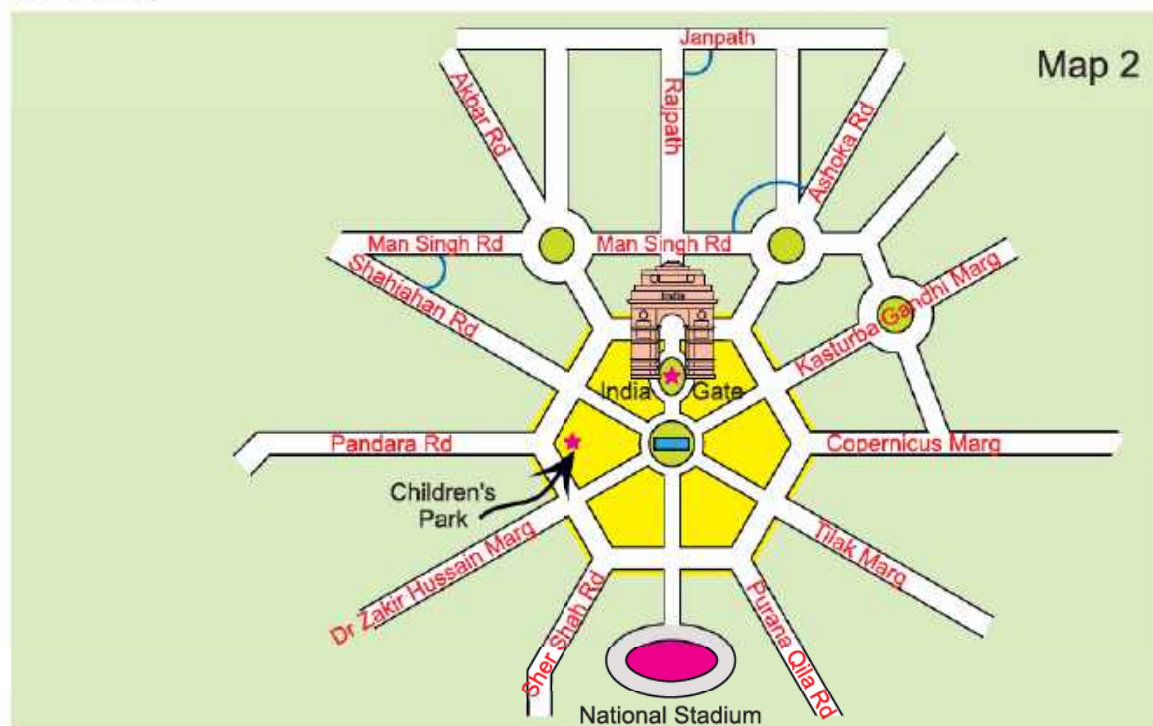 Janpath
Map 2
Akbar Rd
Rajpath
Ashoka Rd
Man Singh Rd
Man Singh Rd
Shahjahan Rd
India
Kasturba Gandhi Marg
India Gate
Pandara Rd
Copernicus Marg
Children's
Park
Dr Zakir Hussain Marg
Tilak Marg
Sher Shah Rd
Purana Qila Rd
National Stadium